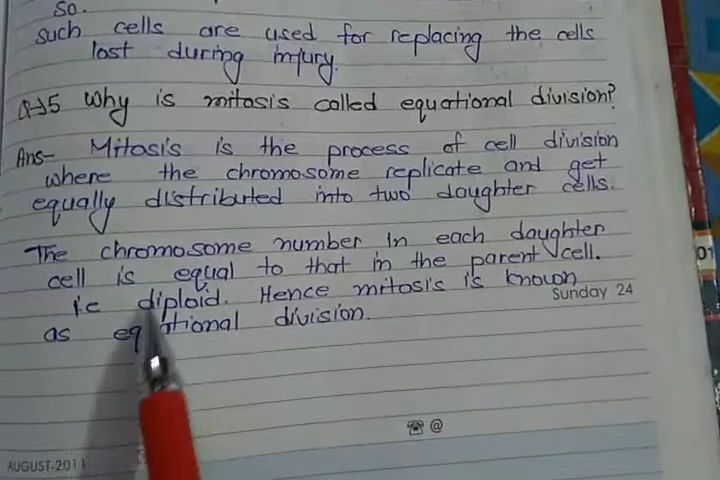 so.
such cells are used for replacing the cells
lost during injury.
Q→5 Why is mitosis called equational division?
Ans- Mitosis is the process of cell division
where the chromosome replicate and get
equally distributed into two daughter cells.
The chromosome number in each daughter
cell is equal to that in the parent cell.
i.e diploid. Hence mitosis is known
Sunday 24
as equational division.
☎ @
AUGUST-2011
01